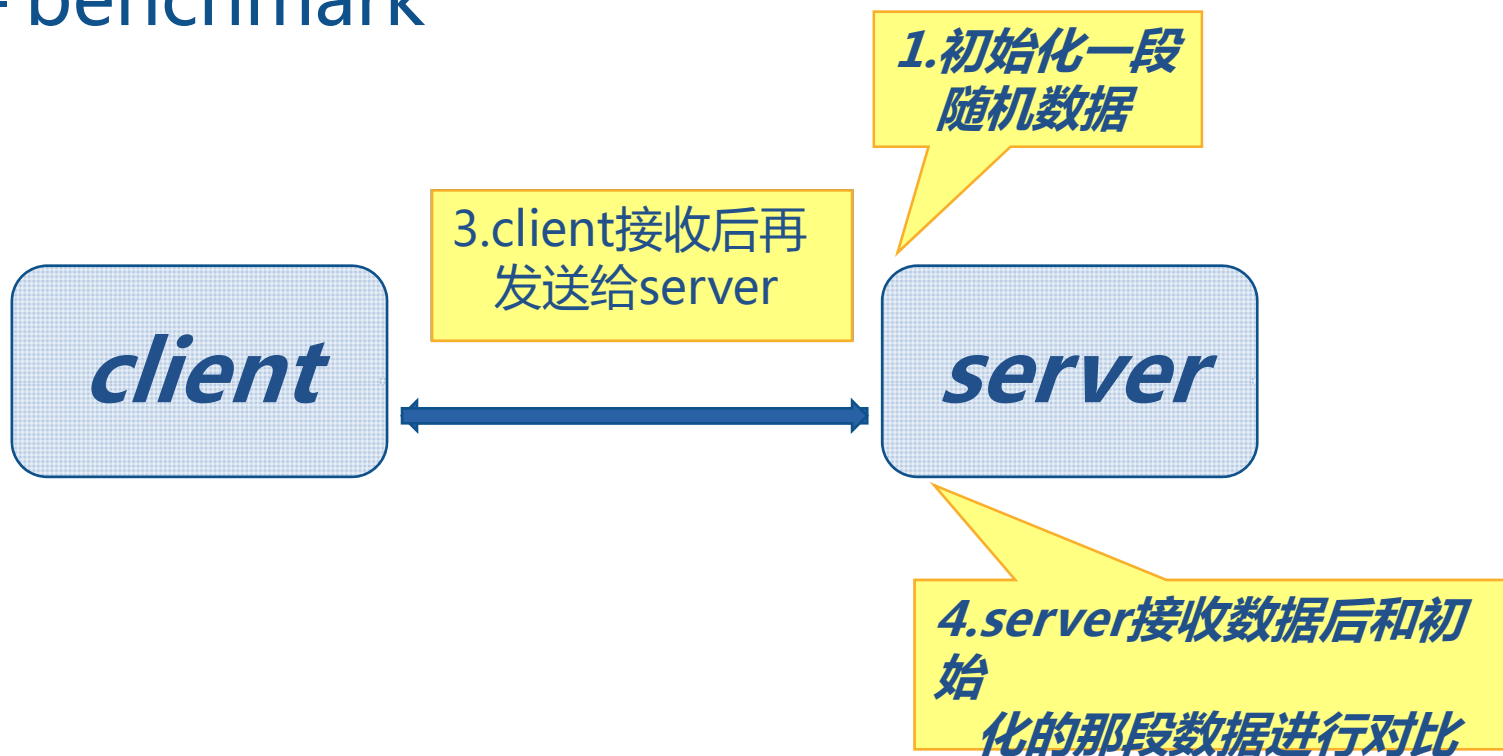 - benchmark
1.初始化一段
随机数据
3.client接收后再
发送给server
client
server
4.server接收数据后和初
始
化的那段数据进行对比